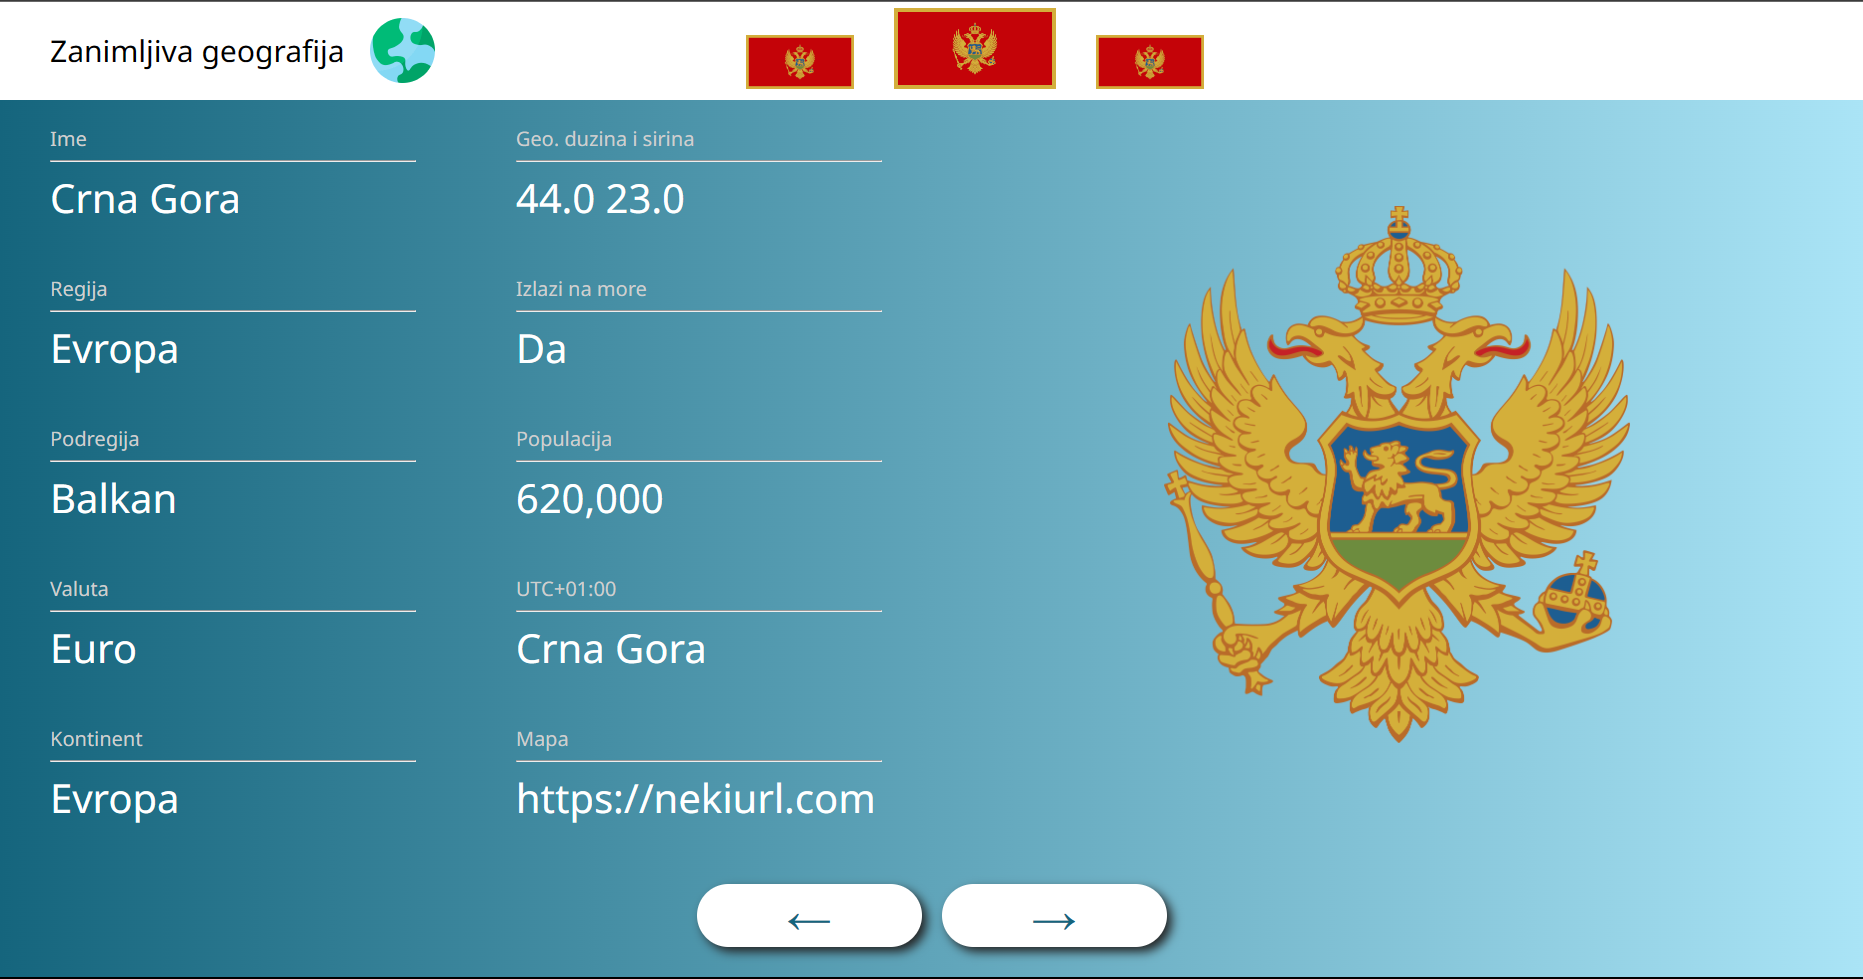 Zanimljiva geografija
Ime
Crna Gora
Geo. duzina i sirina
44.0 23.0
Regija
Evropa
Izlazi na more
Da
Podregija
Balkan
Populacija
620,000
Valuta
Euro
UTC+01:00
Crna Gora
Kontinent
Evropa
Mapa
https://nekiurl.com
← →